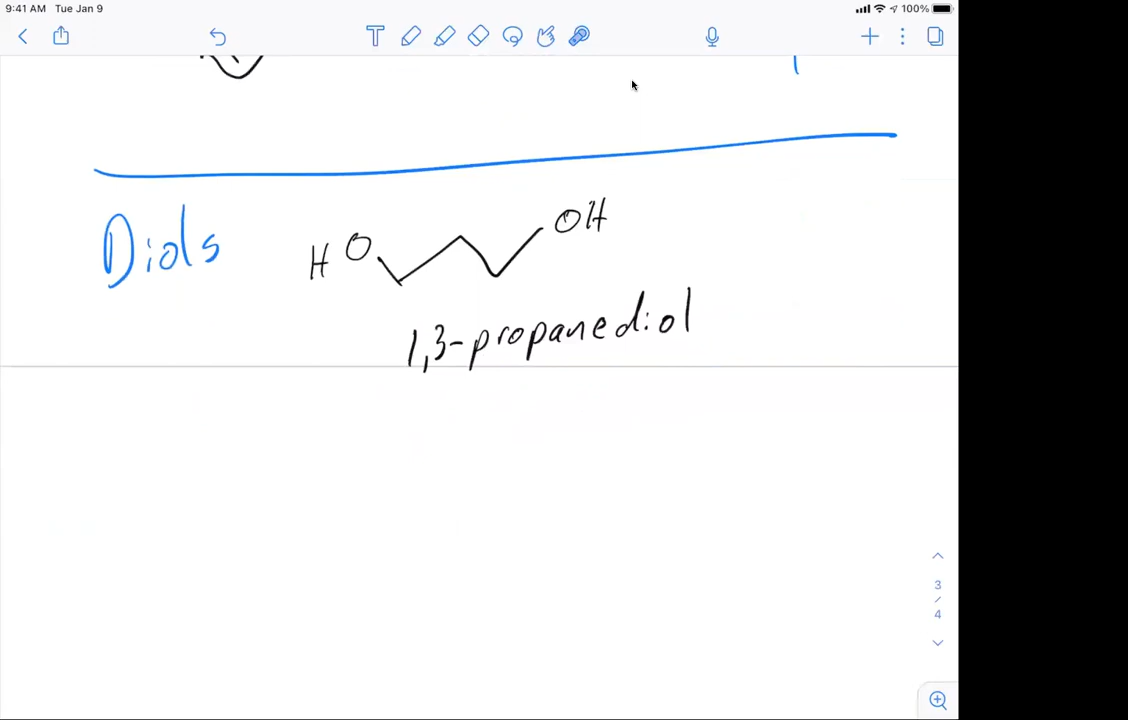 9:41 AM Tue Jan 9
100%
T
Diols
HO
OH
1,3-propanediol
3
/
4